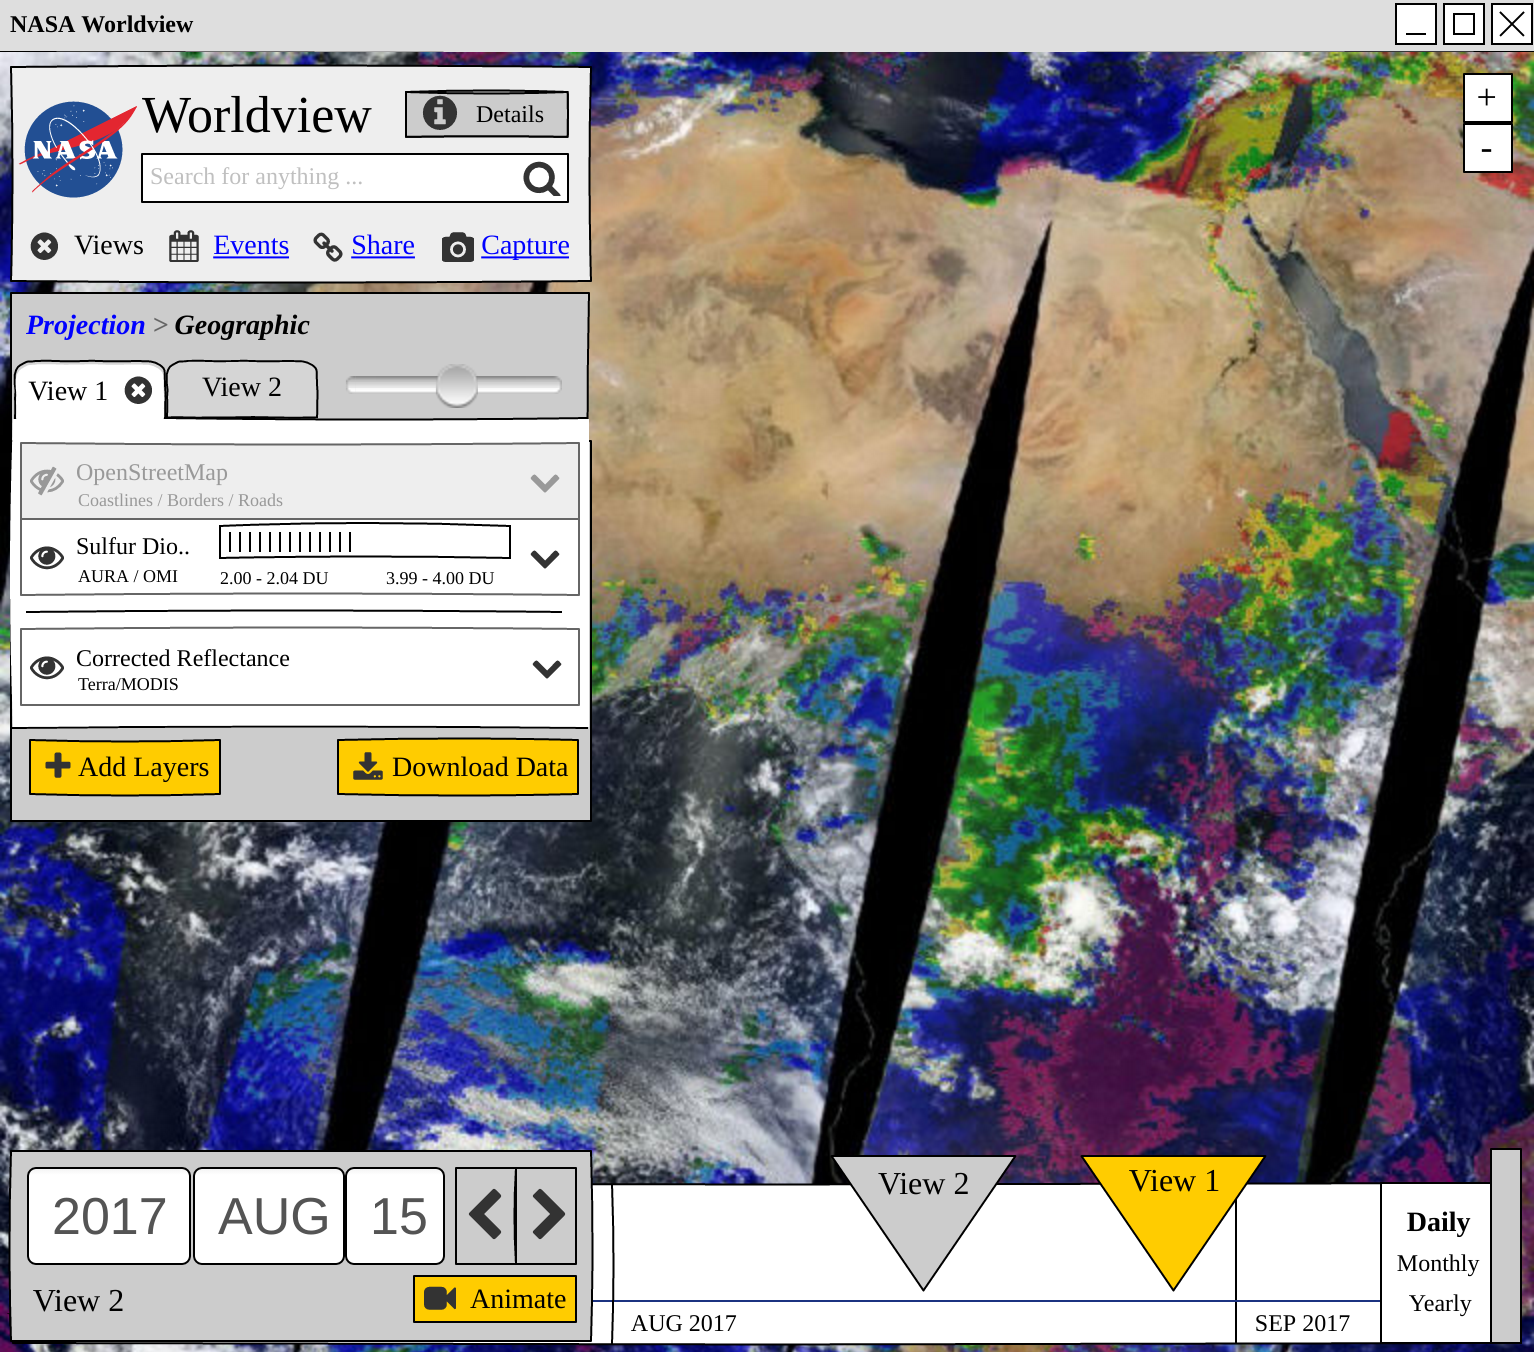 NASA Worldview
+
-
NASA
Worldview
Details
Search for anything ...
Views Events Share Capture
Projection > Geographic
View 1 View 2
OpenStreetMap
Coastlines / Borders / Roads
Sulfur Dio..
AURA / OMI 2.00 - 2.04 DU 3.99 - 4.00 DU
Corrected Reflectance
Terra/MODIS
Add Layers Download Data
2017 AUG 15
View 2 Animate
View 2 View 1
AUG 2017 SEP 2017
Daily
Monthly
Yearly